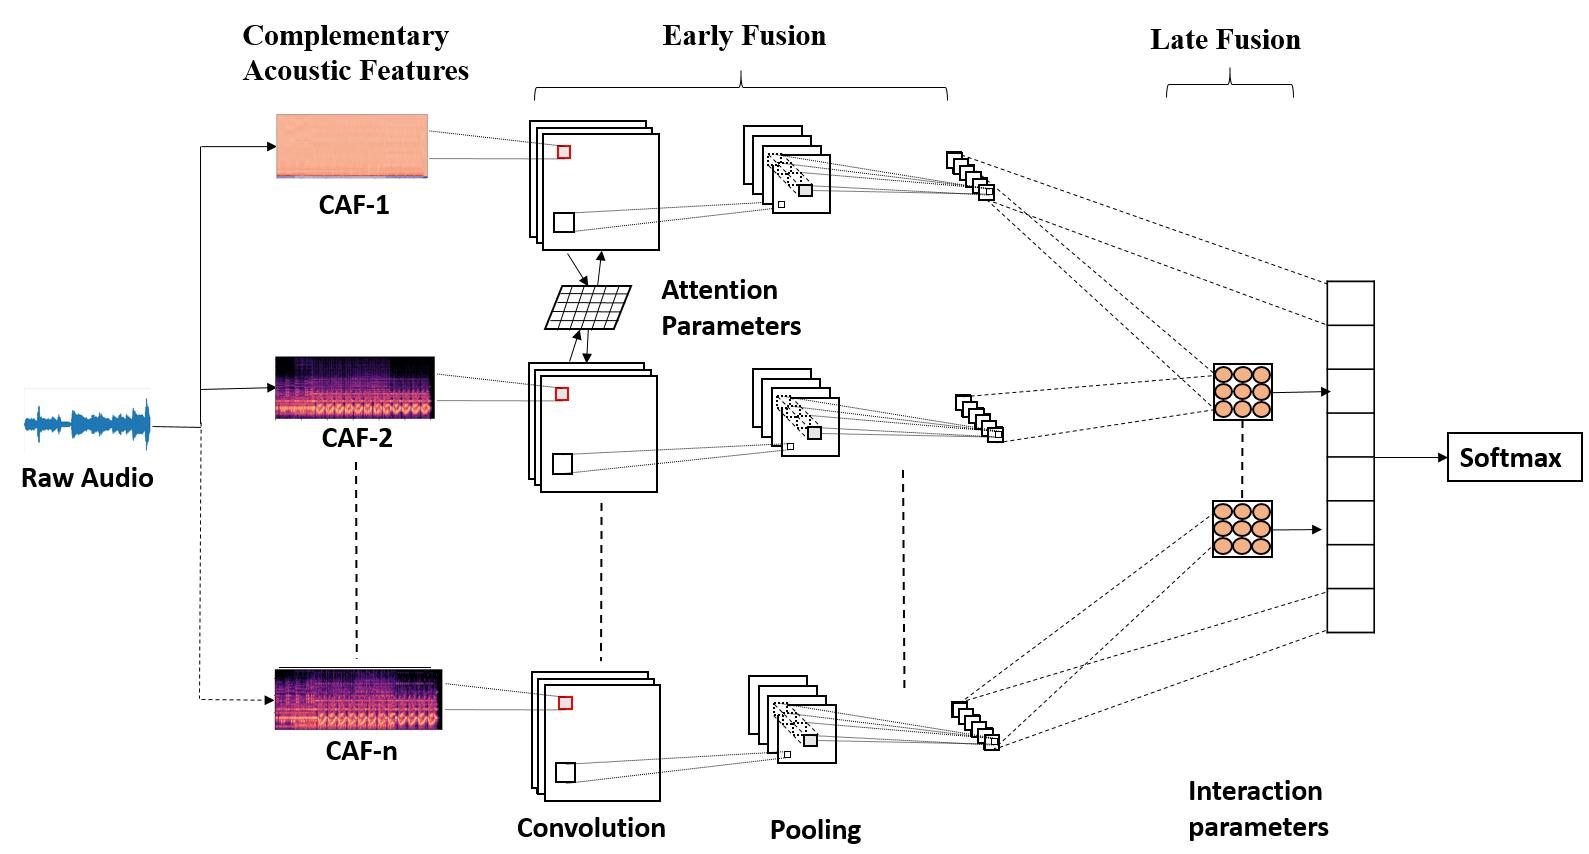 Complementary
Acoustic Features
Early Fusion
Late Fusion
CAF-1
Attention
Parameters
CAF-2
Raw Audio
Softmax
CAF-n
Convolution
Pooling
Interaction
parameters